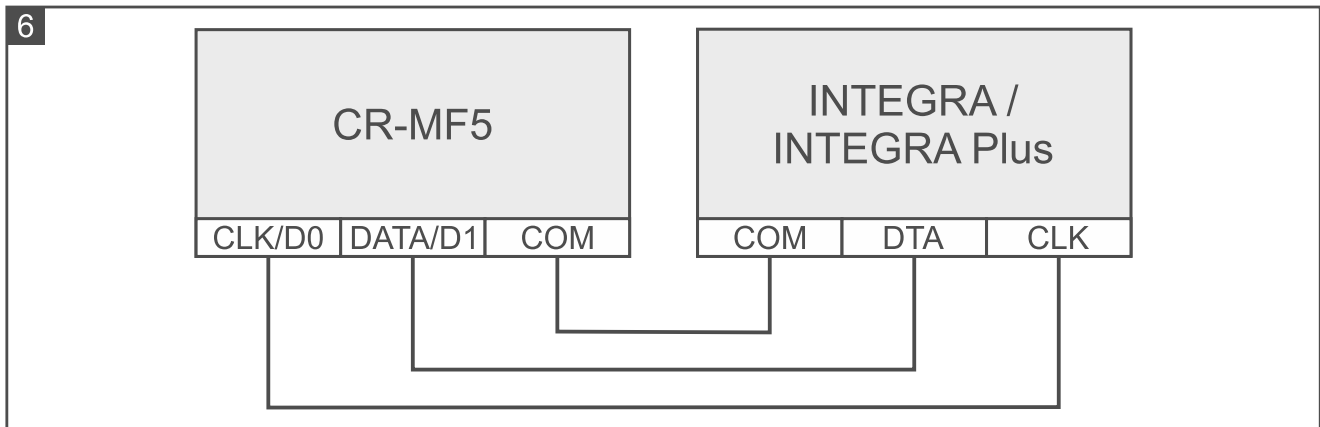 6
CR-MF5
INTEGRA /
INTEGRA Plus
CLK/D0 DATA/D1 COM
COM DTA CLK